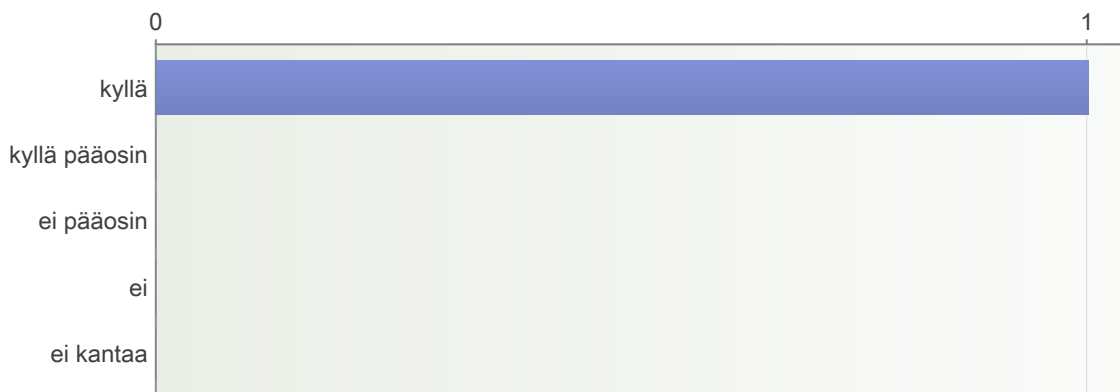 0 1
kyllä
kyllä pääosin
ei pääosin
ei
ei kantaa